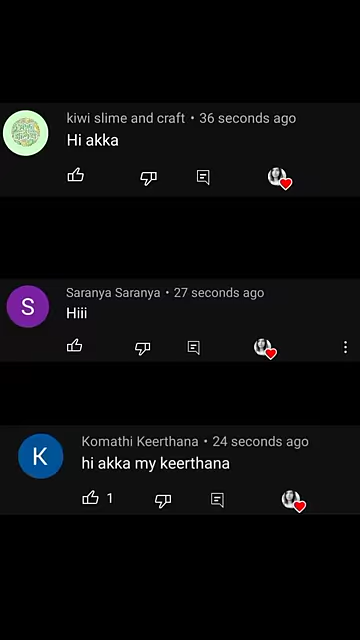 kiwi slime and craft • 36 seconds ago
Hi akka
Saranya Saranya • 27 seconds ago
S
Hiii
Komathi Keerthana • 24 seconds ago
K
hi akka my keerthana
1